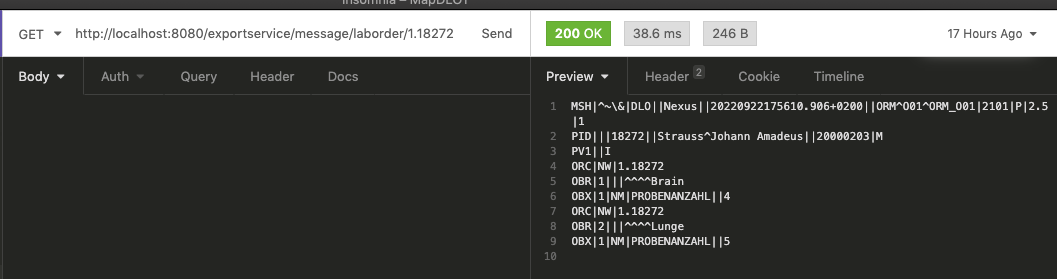 Insomnia – MapDLOT
GET http://localhost:8080/exportservice/message/laborder/1.18272 Send 200 OK 38.6 ms 246 B 17 Hours Ago
Body Auth Query Header Docs Preview Header 2 Cookie Timeline
1 MSH|^~\&|DLO||Nexus||20220922175610.906+0200||ORM^O01^ORM_O01|2101|P|2.5
|1
2 PID|||18272||Strauss^Johann Amadeus||20000203|M
3 PV1||I
4 ORC|NW|1.18272
5 OBR|1|||^^^^Brain
6 OBX|1|NM|PROBENANZAHL||4
7 ORC|NW|1.18272
8 OBR|2|||^^^^Lunge
9 OBX|1|NM|PROBENANZAHL||5
10